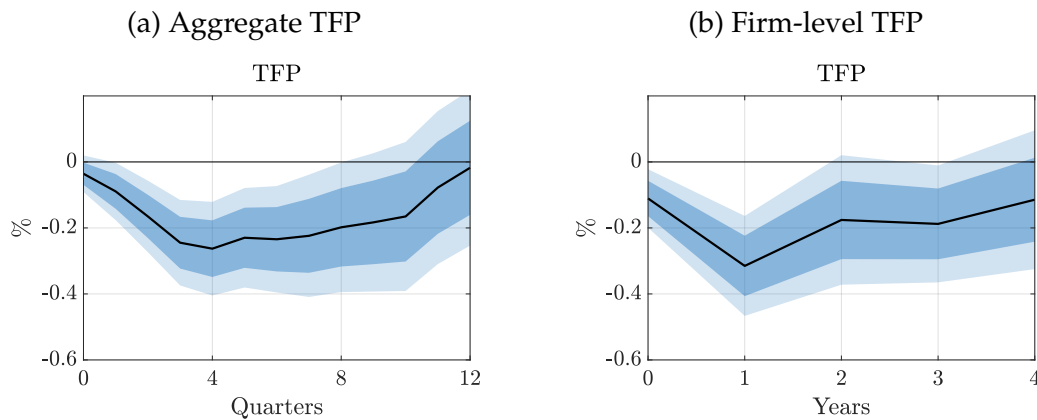 (a) Aggregate TFP
TFP
0
-0.2
-0.4
-0.6
%
0 4 8 12
Quarters
(b) Firm-level TFP
TFP
0
-0.2
-0.4
-0.6
%
0 1 2 3 4
Years